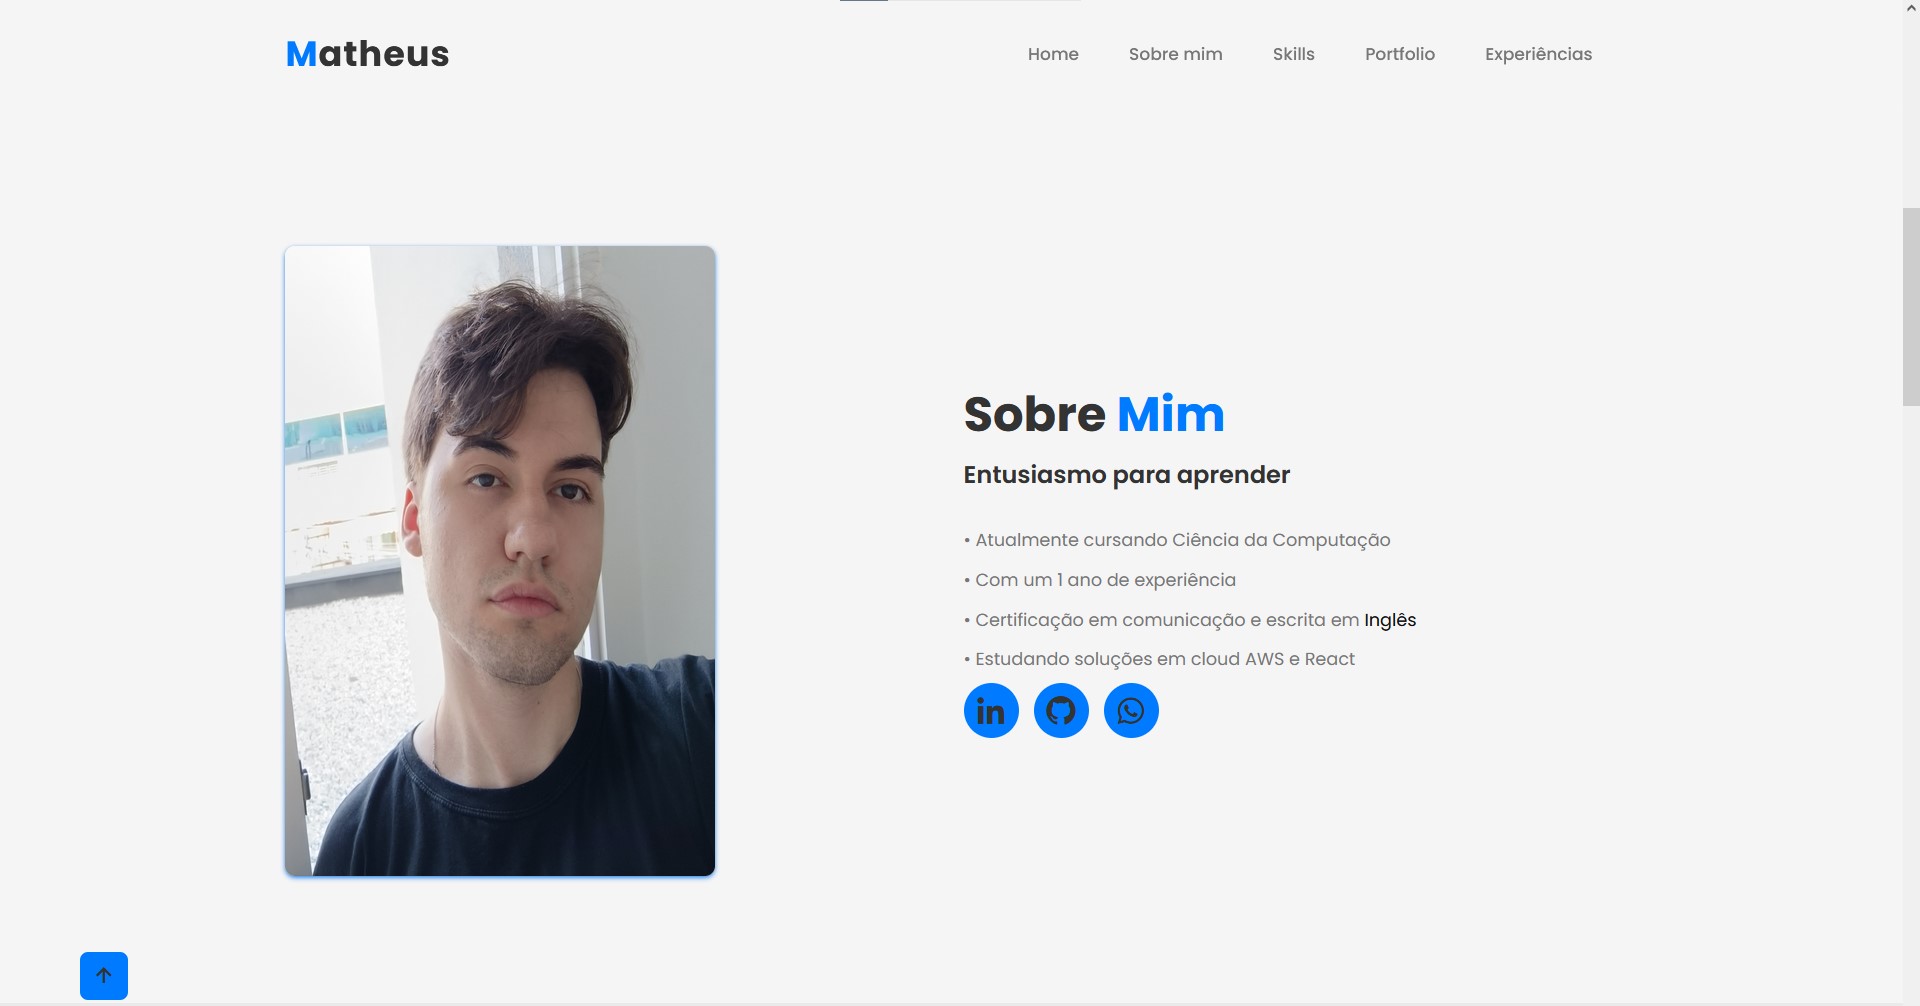 Matheus
Home
Sobre mim
Skills
Portfolio
Experiências
Sobre Mim
Entusiasmo para aprender
• Atualmente cursando Ciência da Computação
• Com um 1 ano de experiência
• Certificação em comunicação e escrita em Inglês
• Estudando soluções em cloud AWS e React
in